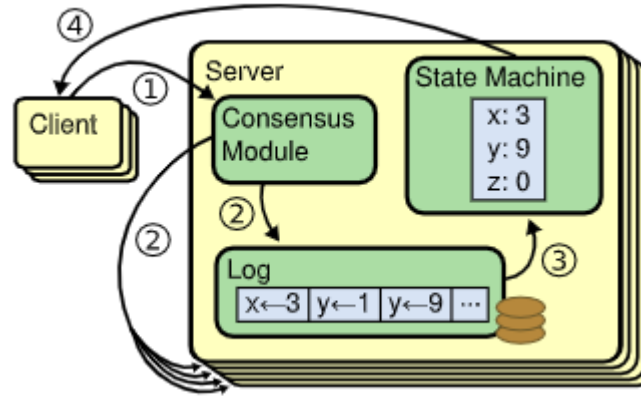 ④
Server
State Machine
①
Client
Consensus
Module
x: 3
y: 9
z: 0
②
②
③
Log
x←3 y←1 y←9 ···